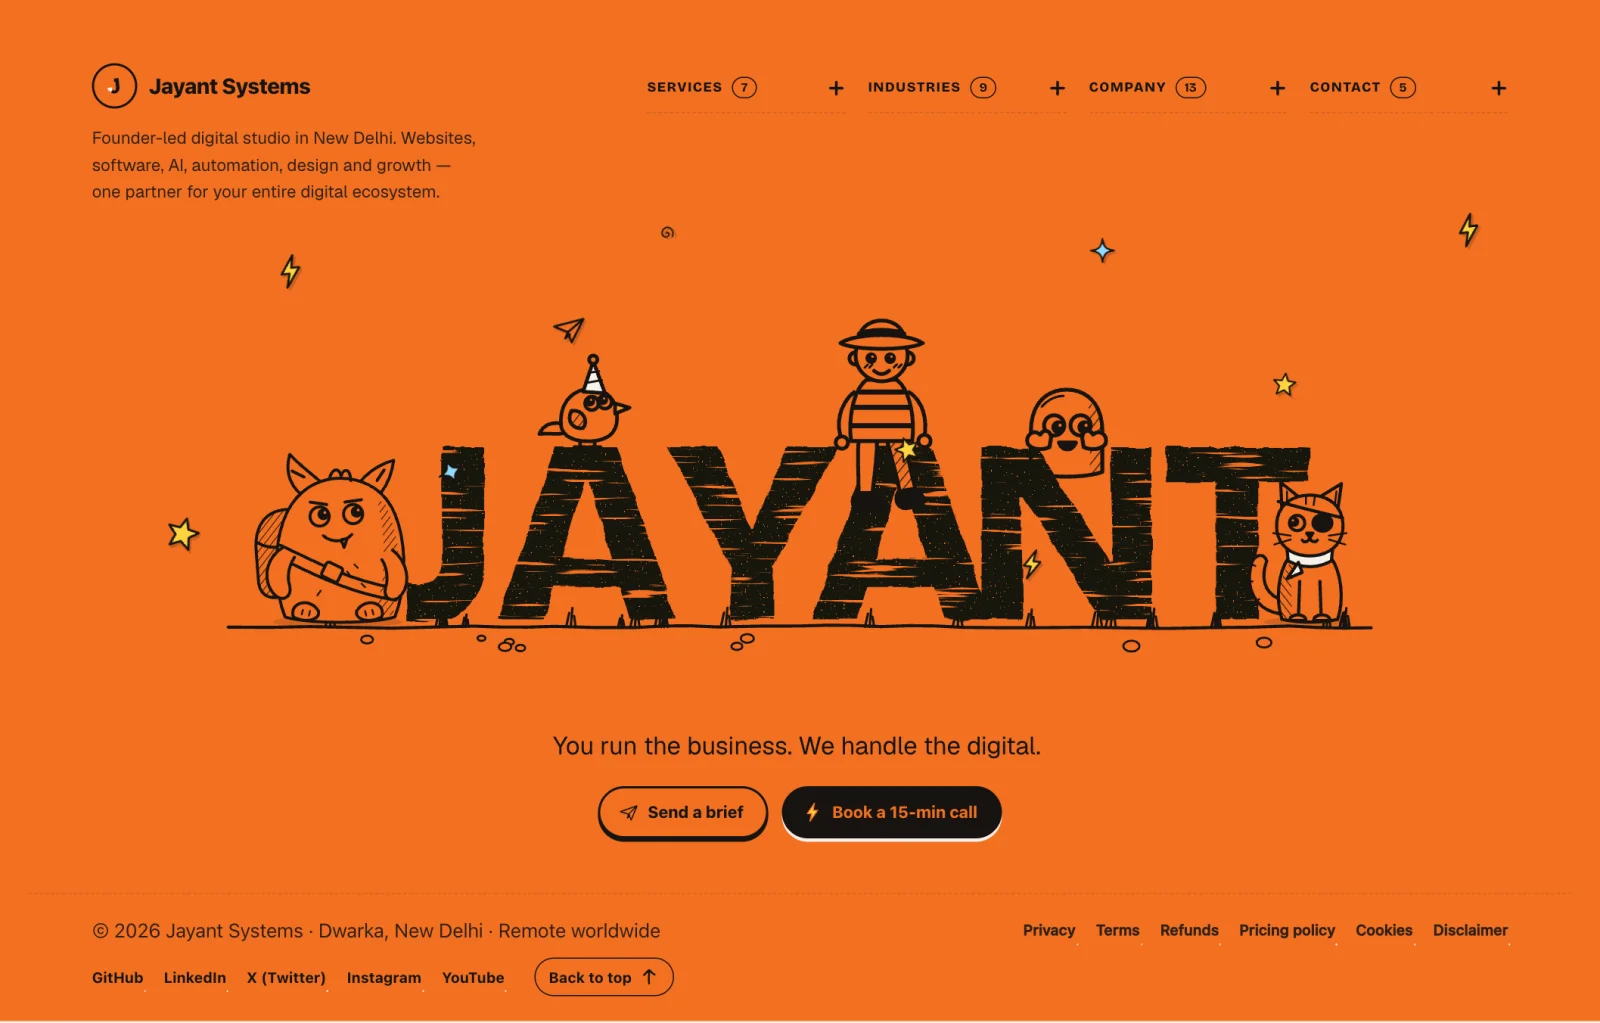 J Jayant Systems
SERVICES 7 + INDUSTRIES 9 + COMPANY 13 + CONTACT 5 +
Founder-led digital studio in New Delhi. Websites,
software, AI, automation, design and growth —
one partner for your entire digital ecosystem.
JAYANT
You run the business. We handle the digital.
Send a brief
Book a 15-min call
© 2026 Jayant Systems · Dwarka, New Delhi · Remote worldwide
Privacy Terms Refunds Pricing policy Cookies Disclaimer
GitHub LinkedIn X (Twitter) Instagram YouTube Back to top ↑